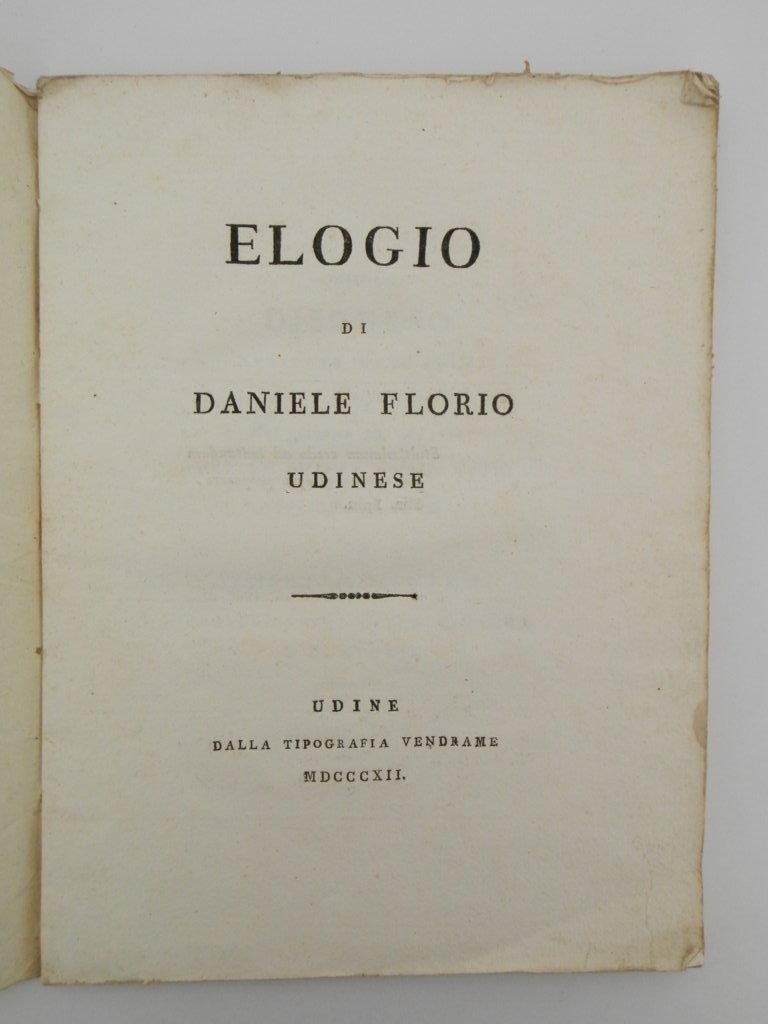 ELOGIO
DI
DANIELE FLORIO
UDINESE
UDINE
DALLA TIPOGRAFIA VENDRAME
MDCCCXII.